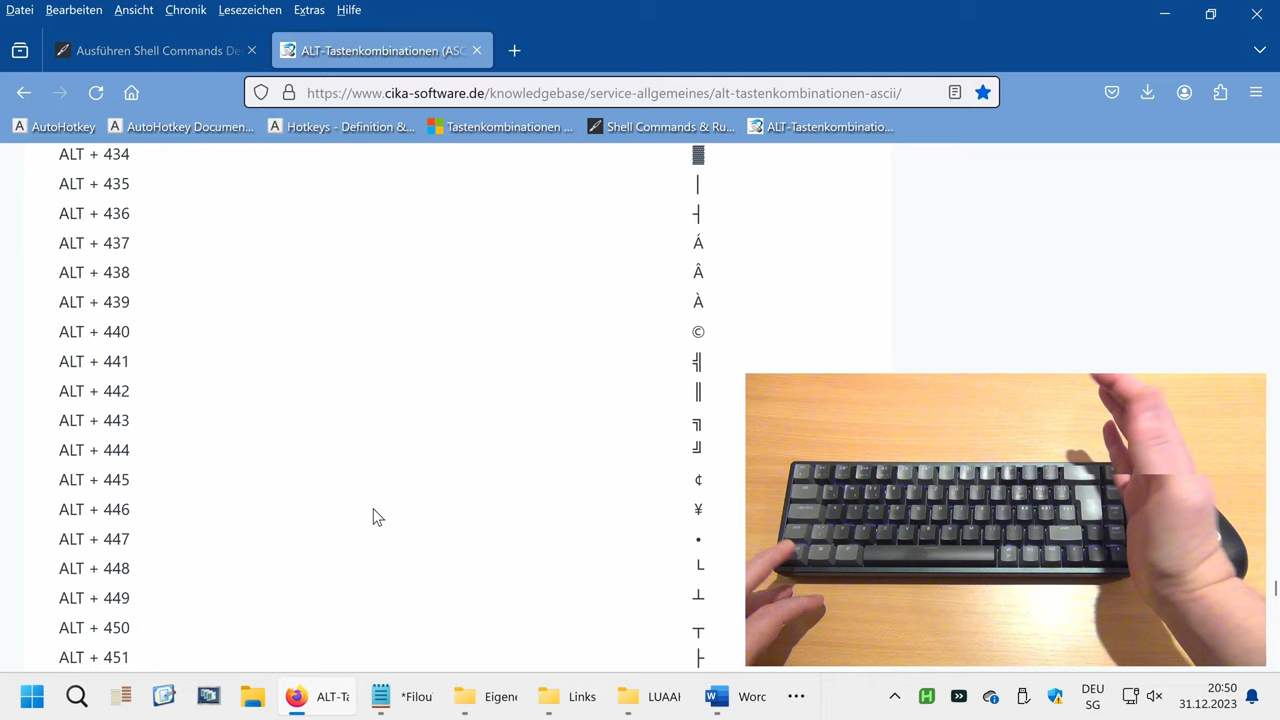 Datei Bearbeiten Ansicht Chronik Lesezeichen Extras Hilfe
Ausführen Shell Commands De
ALT-Tastenkombinationen (ASC
https://www.cika-software.de/knowledgebase/service-allgemeines/alt-tastenkombinationen-ascii/
AutoHotkey
AutoHotkey Documen...
Hotkeys - Definition &...
Tastenkombinationen ...
Shell Commands & Ru...
ALT-Tastenkombinatio...
ALT + 434 ▓
ALT + 435 │
ALT + 436 ┤
ALT + 437 Á
ALT + 438 Â
ALT + 439 À
ALT + 440 ©
ALT + 441 ╣
ALT + 442 ║
ALT + 443 ╗
ALT + 444 ╝
ALT + 445 ¢
ALT + 446 ¥
ALT + 447 •
ALT + 448 └
ALT + 449 ┴
ALT + 450 ┬
ALT + 451 ├
ALT-Ta
*Filou
Eigene
Links
LUAAH
Word
DEU
SG
20:50
31.12.2023